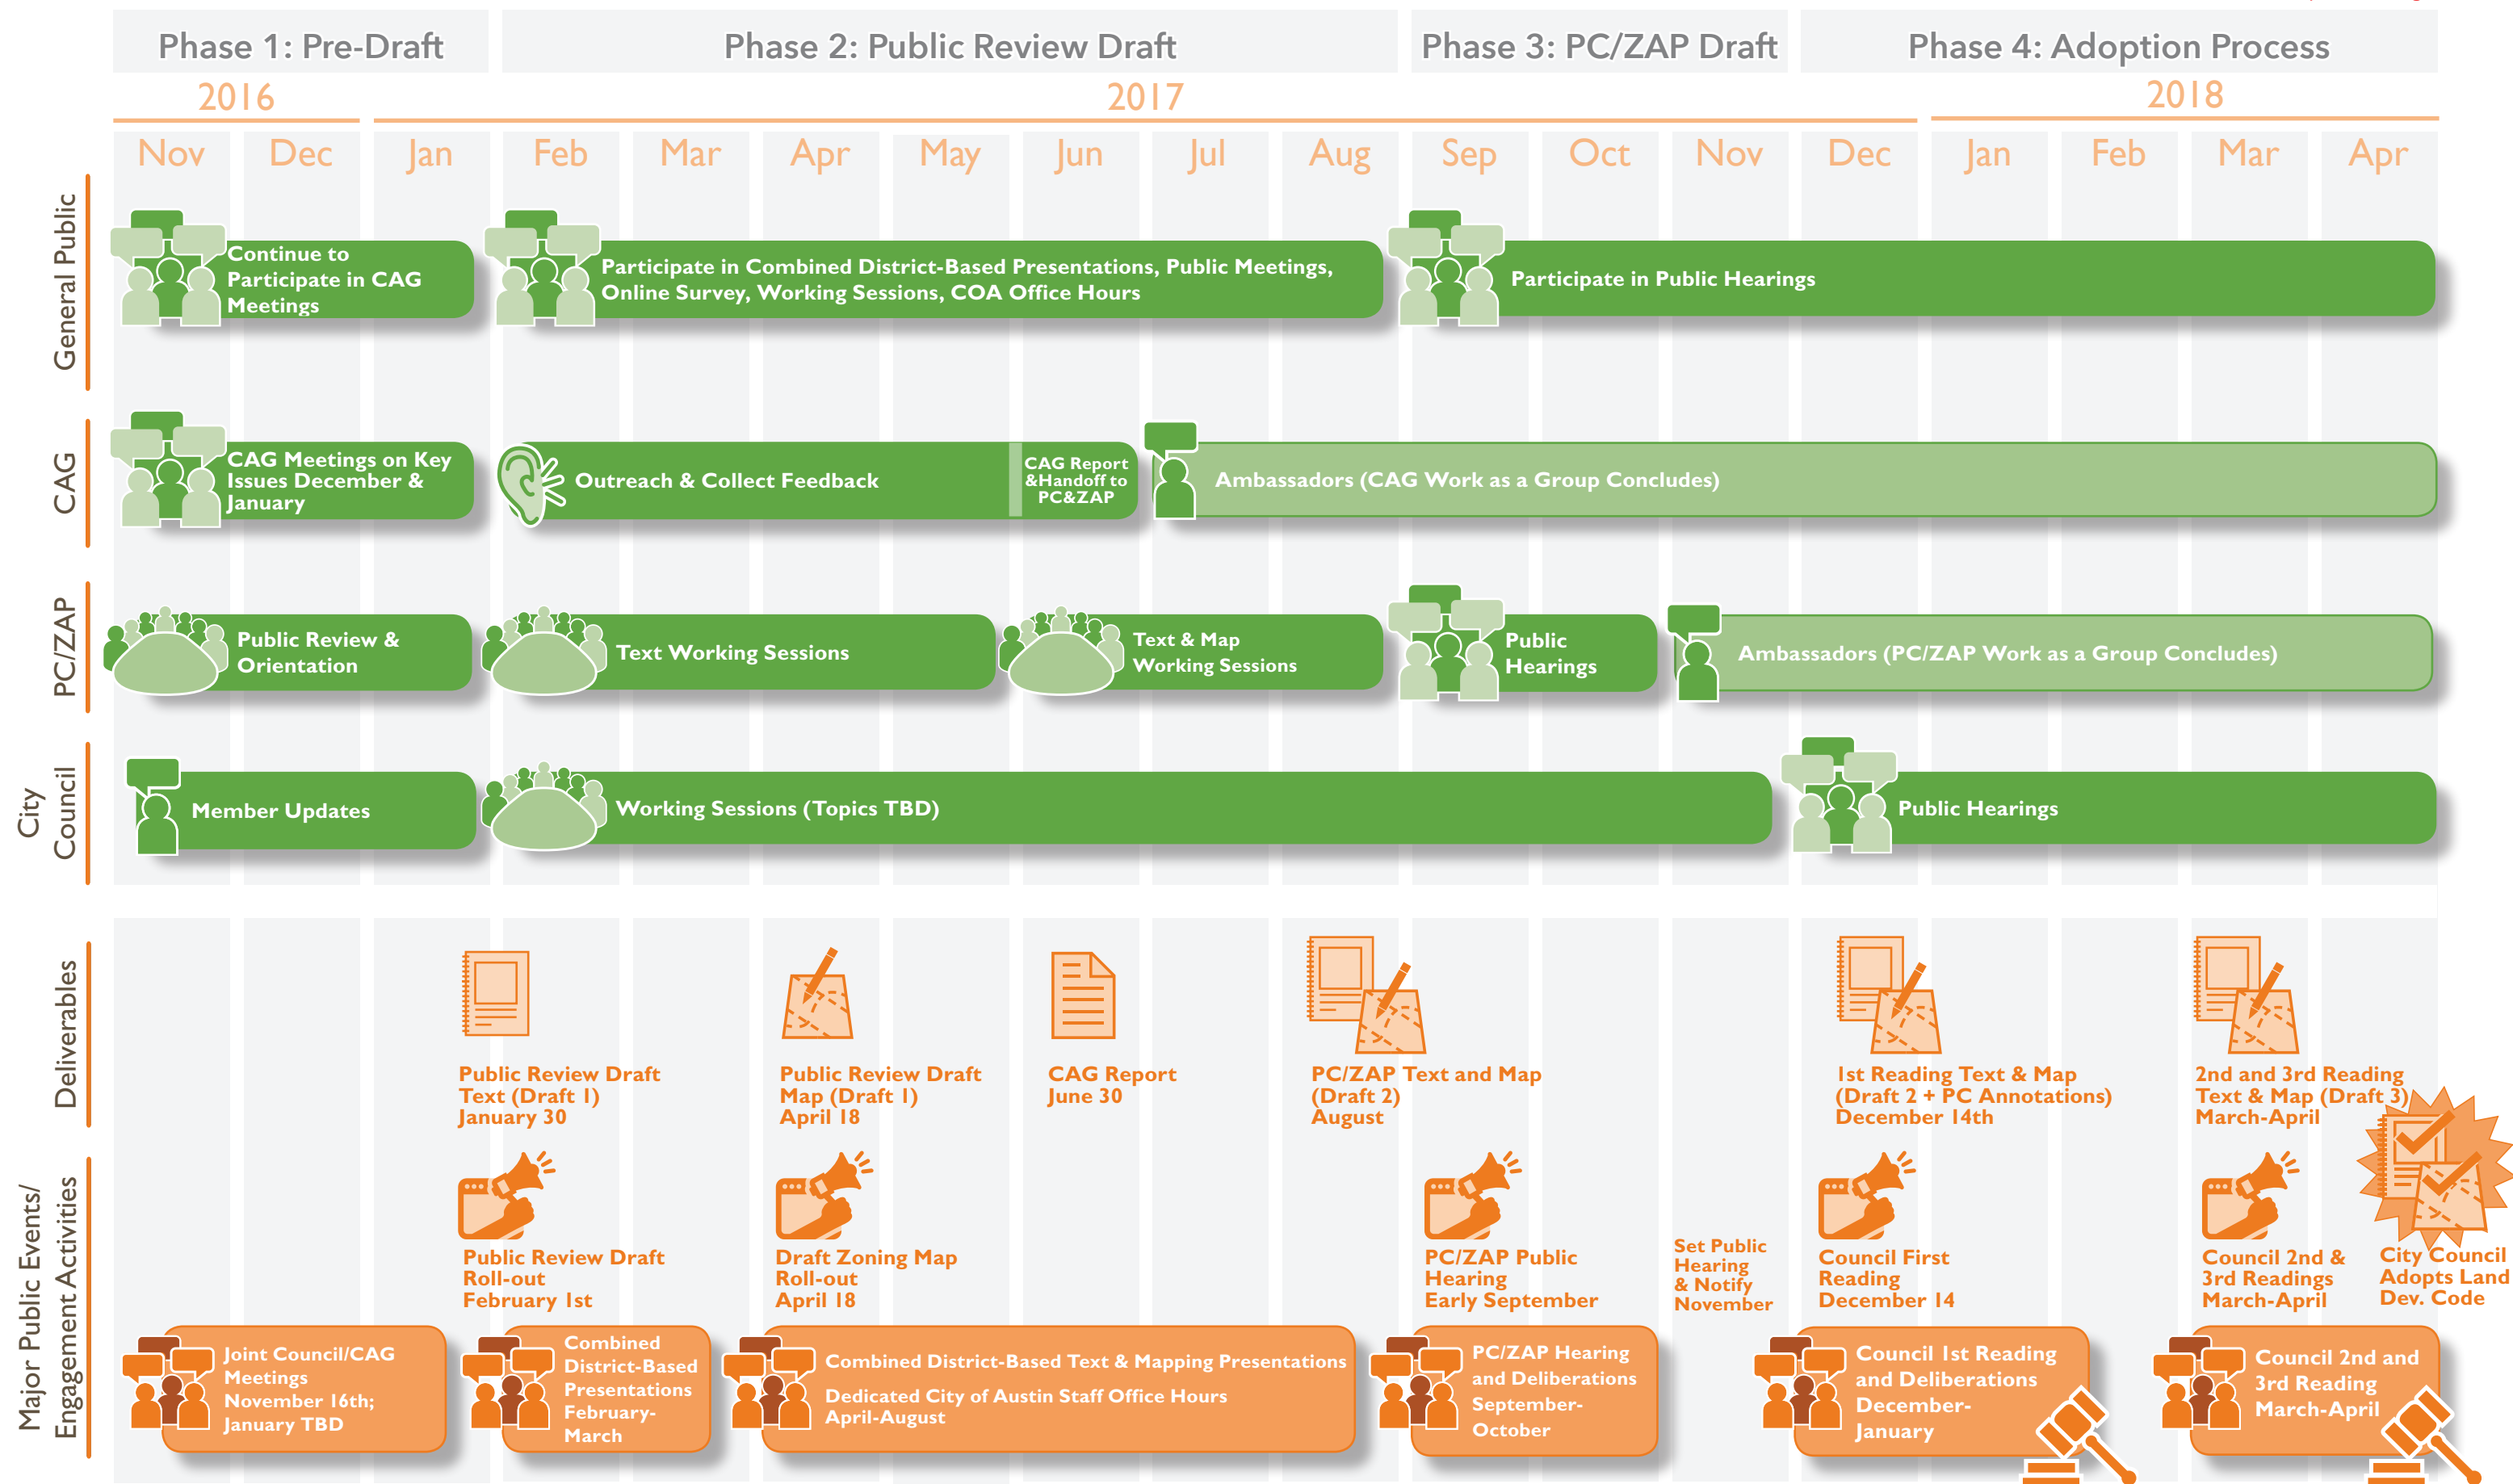 Phase 1: Pre-Draft
Phase 2: Public Review Draft
Phase 3: PC/ZAP Draft
Phase 4: Adoption Process
2016
2017
2018
Nov
Dec
Jan
Feb
Mar
Apr
May
Jun
Jul
Aug
Sep
Oct
Nov
Dec
Jan
Feb
Mar
Apr
General Public
Continue to
Participate in CAG
Meetings
Participate in Combined District-Based Presentations, Public Meetings,
Online Survey, Working Sessions, COA Office Hours
Participate in Public Hearings
CAG
CAG Meetings on Key
Issues December &
January
Outreach & Collect Feedback
CAG Report
&Handoff to
PC&ZAP
Ambassadors (CAG Work as a Group Concludes)
PC/ZAP
Public Review &
Orientation
Text Working Sessions
Text & Map
Working Sessions
Public
Hearings
Ambassadors (PC/ZAP Work as a Group Concludes)
City
Council
Member Updates
Working Sessions (Topics TBD)
Public Hearings
Deliverables
Public Review Draft
Text (Draft 1)
January 30
Public Review Draft
Map (Draft 1)
April 18
CAG Report
June 30
PC/ZAP Text and Map
(Draft 2)
August
1st Reading Text & Map
(Draft 2 + PC Annotations)
December 14th
2nd and 3rd Reading
Text & Map (Draft 3)
March-April
Major Public Events/
Engagement Activities
Public Review Draft
Roll-out
February 1st
Draft Zoning Map
Roll-out
April 18
PC/ZAP Public
Hearing
Early September
Set Public
Hearing
& Notify
November
Council First
Reading
December 14
Council 2nd &
3rd Readings
March-April
City Council
Adopts Land
Dev. Code
Joint Council/CAG
Meetings
November 16th;
January TBD
Combined
District-Based
Presentations
February-
March
Combined District-Based Text & Mapping Presentations
Dedicated City of Austin Staff Office Hours
April-August
PC/ZAP Hearing
and Deliberations
September-
October
Council 1st Reading
and Deliberations
December-
January
Council 2nd and
3rd Reading
March-April